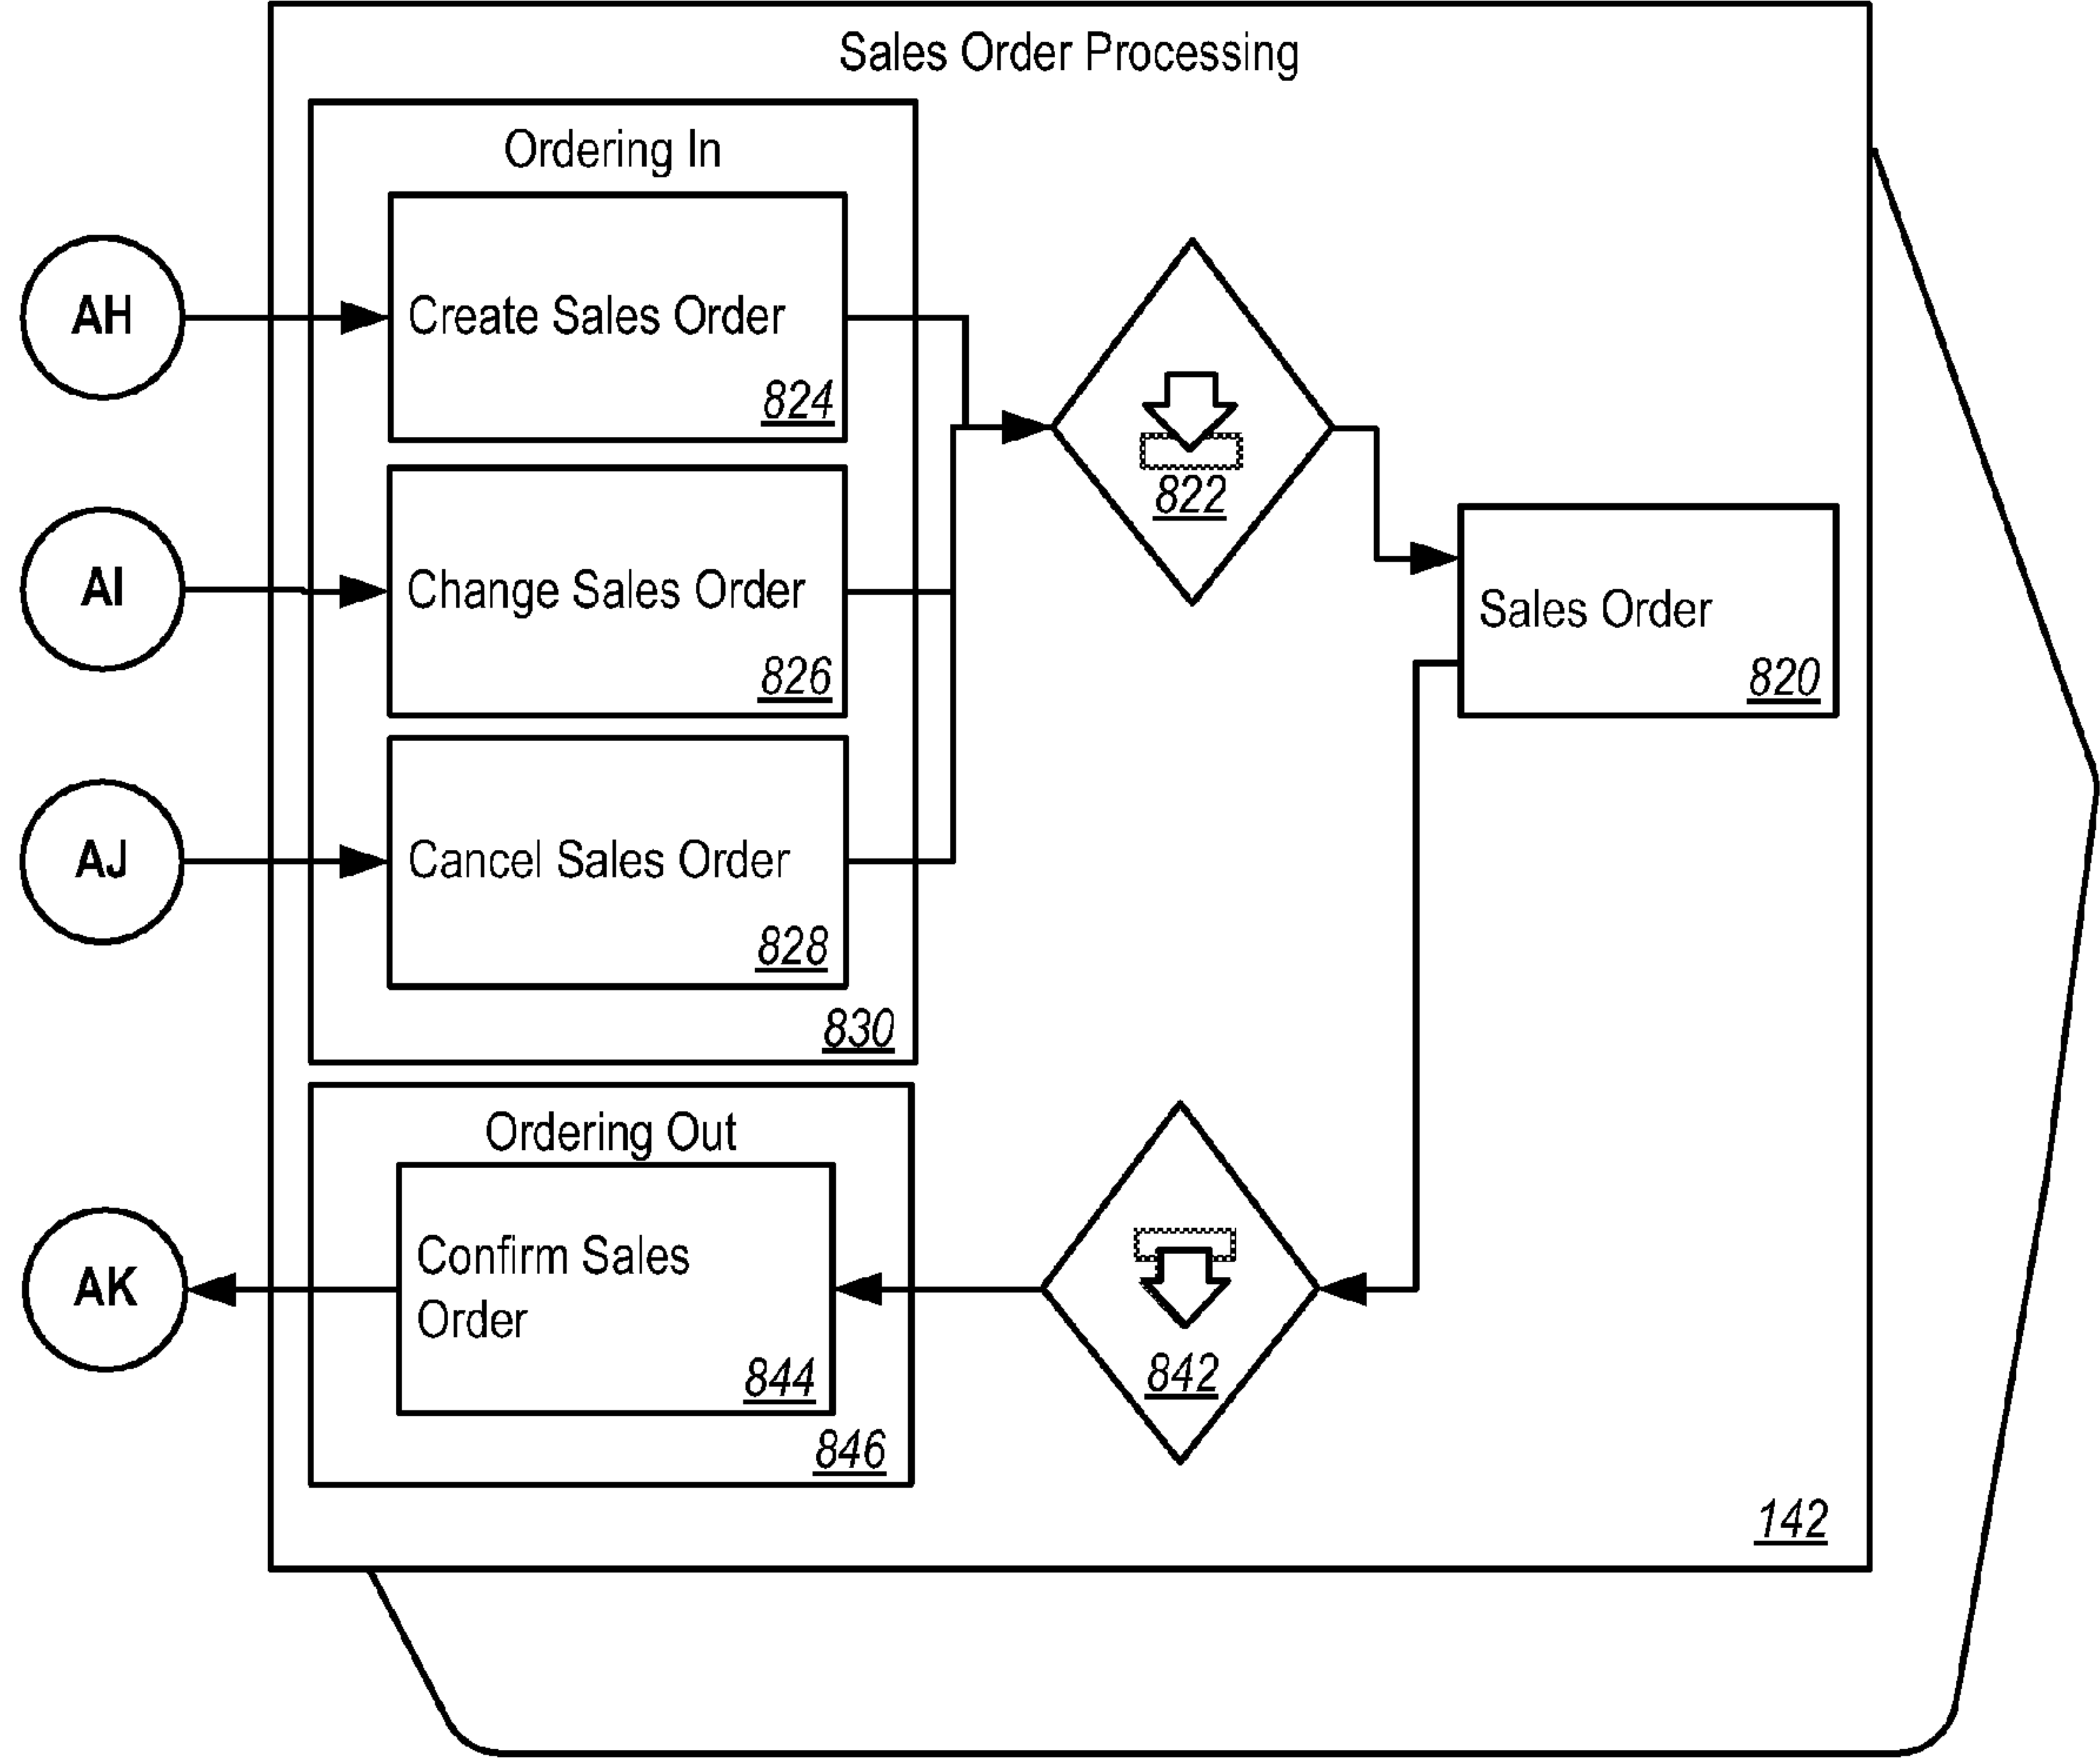 Sales Order Processing
Ordering In
AH
Create Sales Order
824
822
AI
Change Sales Order
826
Sales Order
820
AJ
Cancel Sales Order
828
830
Ordering Out
AK
Confirm Sales
Order
844
842
846
142